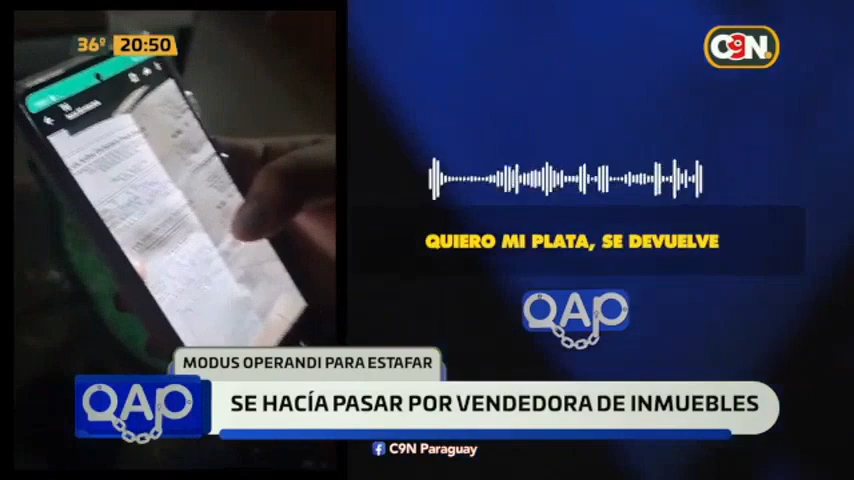 36º 20:50
C9N.
QUIERO MI PLATA, SE DEVUELVE
QAP
MODUS OPERANDI PARA ESTAFAR
QAP
SE HACÍA PASAR POR VENDEDORA DE INMUEBLES
C9N Paraguay